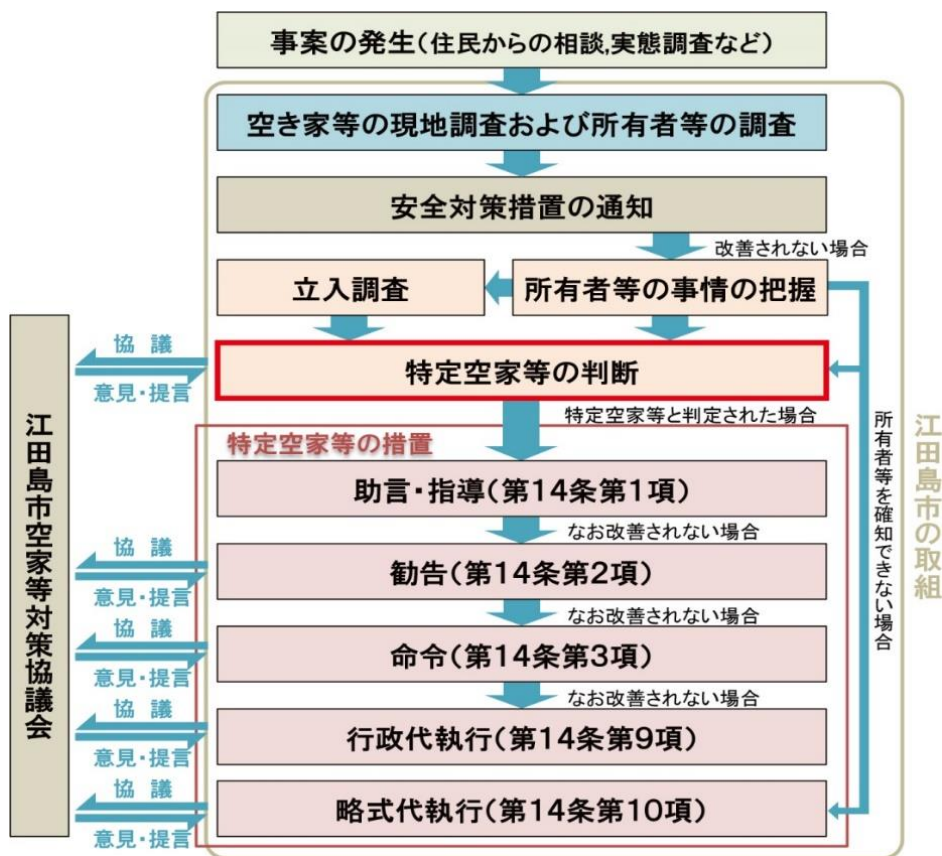 事案の発生(住民からの相談,実態調査など)
空き家等の現地調査および所有者等の調査
安全対策措置の通知
改善されない場合
立入調査
所有者等の事情の把握
協 議
意見・提言
特定空家等の判断
特定空家等と判定された場合
特定空家等の措置
助言・指導(第14条第1項)
なお改善されない場合
協 議
意見・提言
勧告(第14条第2項)
なお改善されない場合
協 議
意見・提言
命令(第14条第3項)
なお改善されない場合
協 議
意見・提言
行政代執行(第14条第9項)
協 議
意見・提言
略式代執行(第14条第10項)
所有者等を確知できない場合
江田島市の取組
江田島市空家等対策協議会